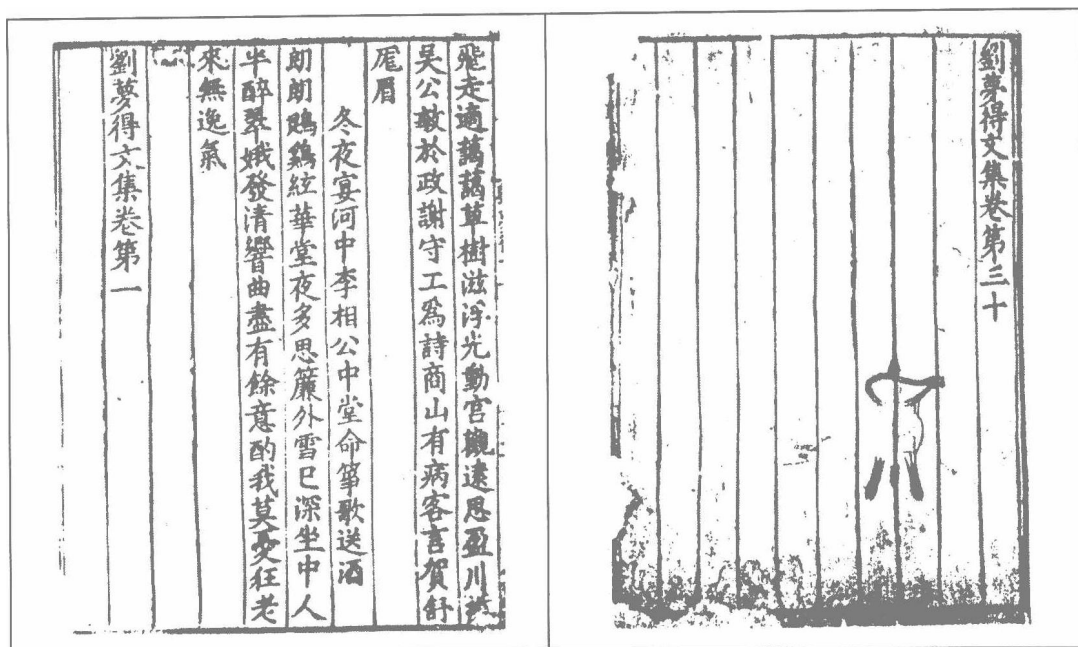 飛走適藹藹草樹滋浮光動宮觀遠思盈川坻
吳公敏於政謝守工爲詩商山有病客言賀舒
厖眉
冬夜宴河中李相公中堂命箏歌送酒
朗朗鵾鷄絃華堂夜多思簾外雪已深坐中人
半醉翠娥發清響曲盡有餘意酌我莫憂狂老
來無逸氣
劉夢得文集卷第一
劉夢得文集卷第三十